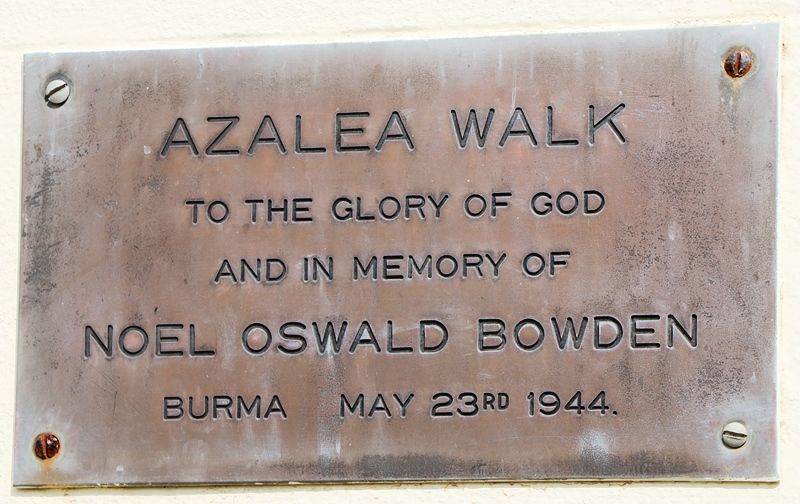 AZALEA WALK
TO THE GLORY OF GOD
AND IN MEMORY OF
NOEL OSWALD BOWDEN
BURMA MAY 23RD 1944.